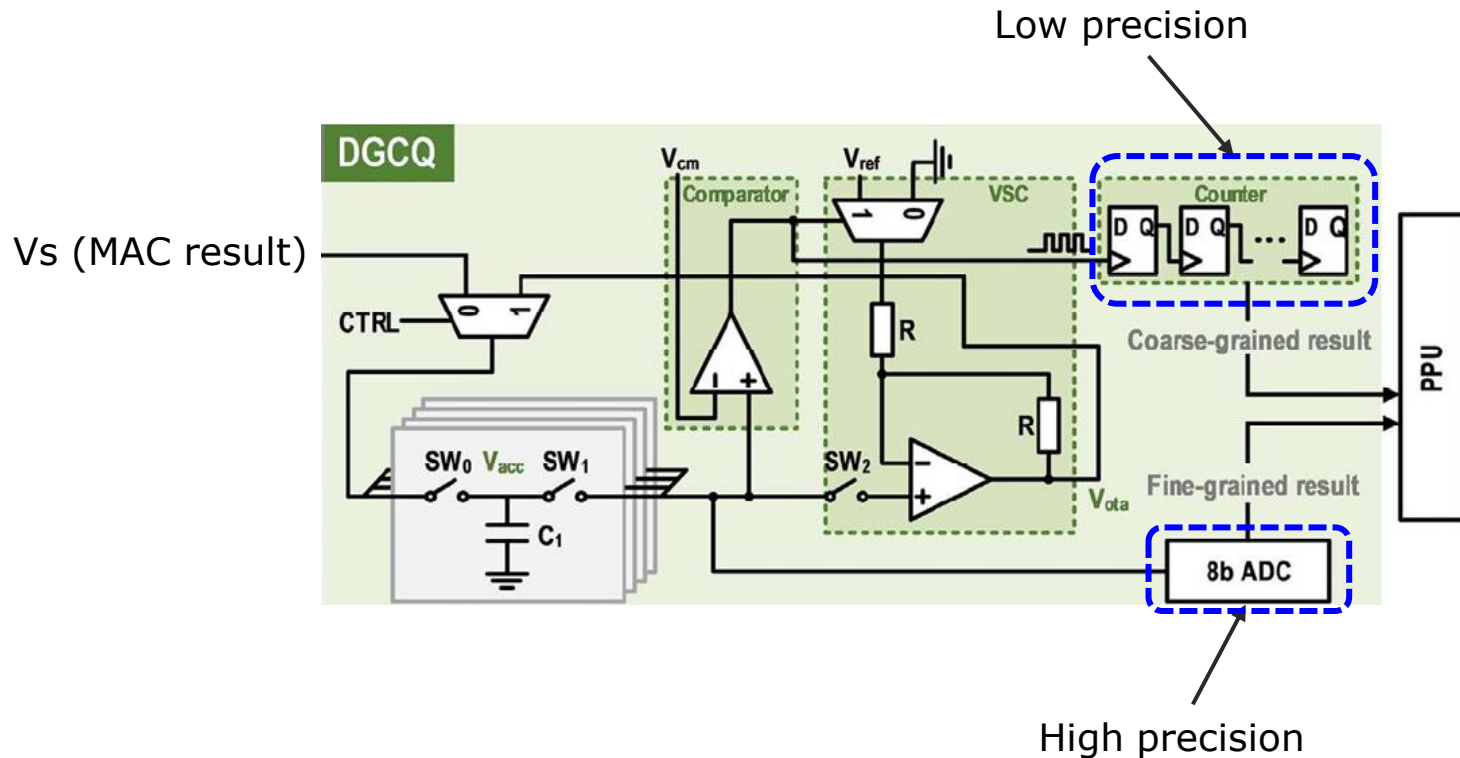 Low precision
DGCQ
Vcm
Vref
Comparator
VSC
Counter
1
0
D Q
D Q
...
D Q
Vs (MAC result)
CTRL
0
1
R
Coarse-grained result
PPU
− +
R
SW0
Vacc
SW1
SW2
−
+
Vota
Fine-grained result
C1
8b ADC
High precision